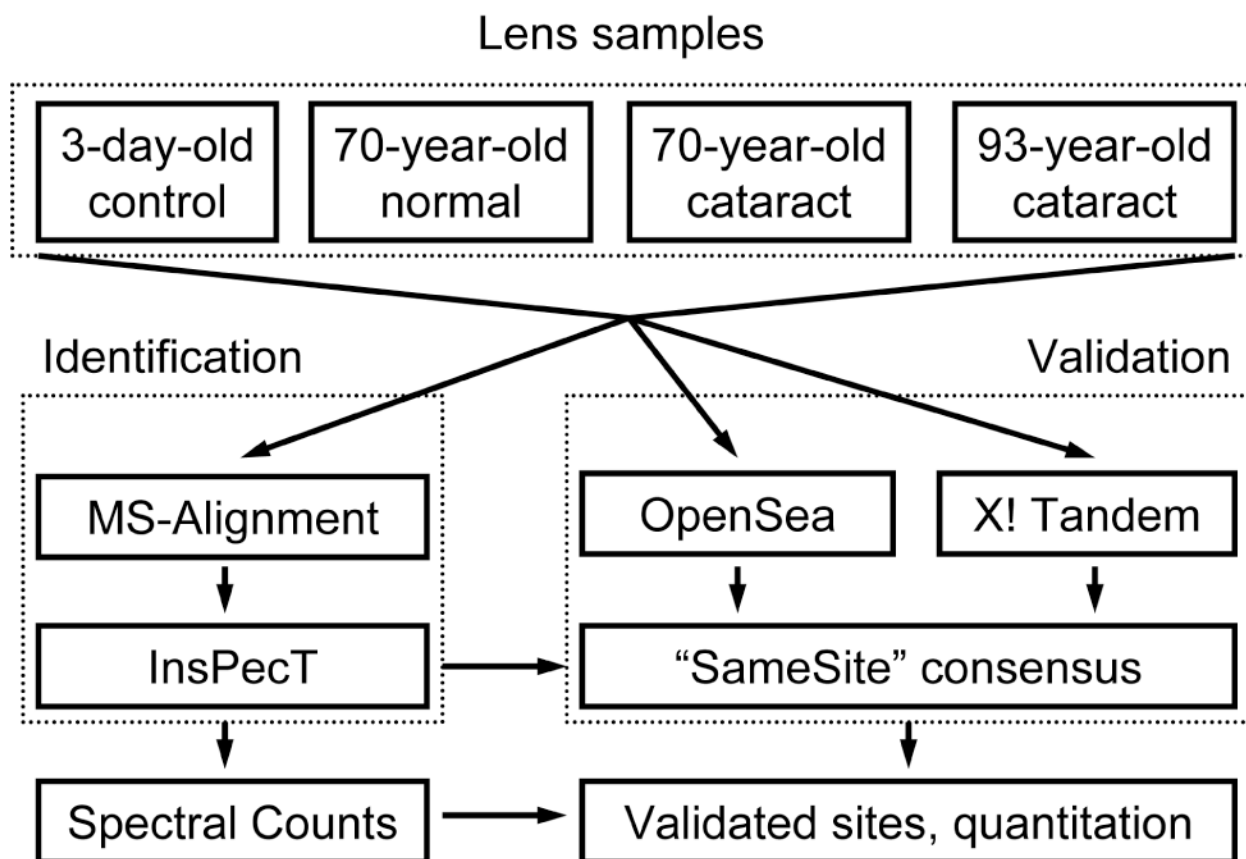 Lens samples
3-day-old
control
70-year-old
normal
70-year-old
cataract
93-year-old
cataract
Identification
Validation
MS-Alignment
OpenSea
X! Tandem
InsPecT
“SameSite” consensus
Spectral Counts
Validated sites, quantitation